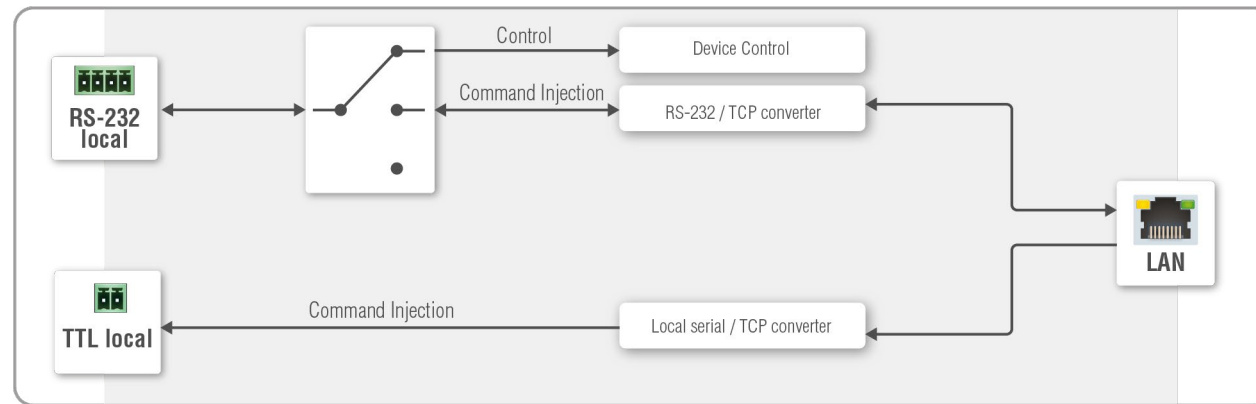 Control
Device Control
Command Injection
RS-232 / TCP converter
RS-232
local
LAN
Command Injection
Local serial / TCP converter
TTL local